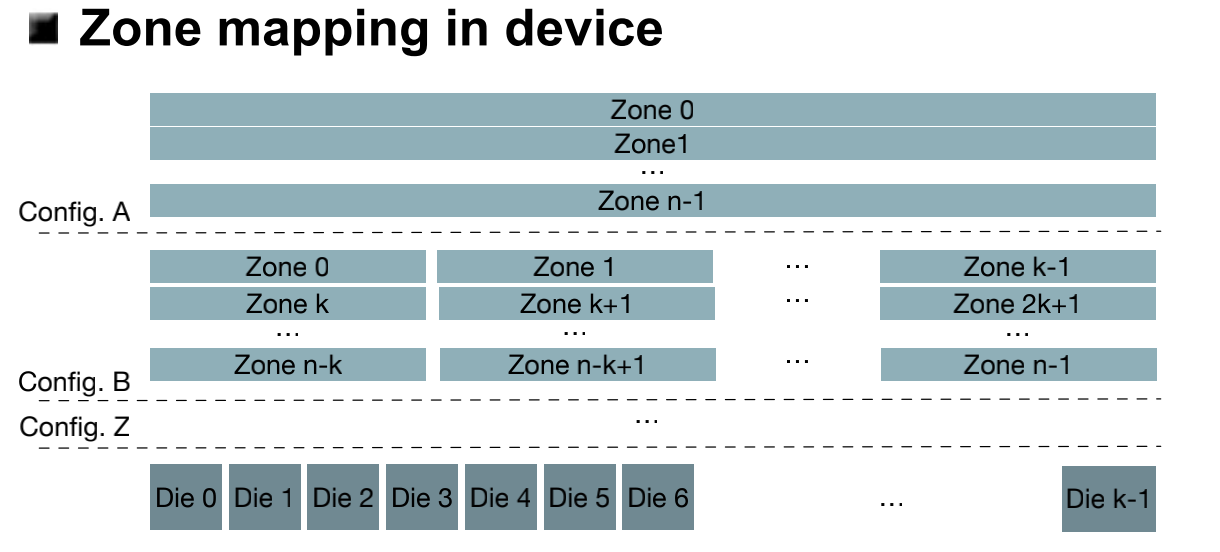 Zone mapping in device
Zone 0
Zone1
...
Zone n-1
Config. A
Zone 0 Zone 1 ... Zone k-1
Zone k Zone k+1 ... Zone 2k+1
... ... ...
Zone n-k Zone n-k+1 ... Zone n-1
Config. B
...
Config. Z
Die 0 Die 1 Die 2 Die 3 Die 4 Die 5 Die 6 ... Die k-1